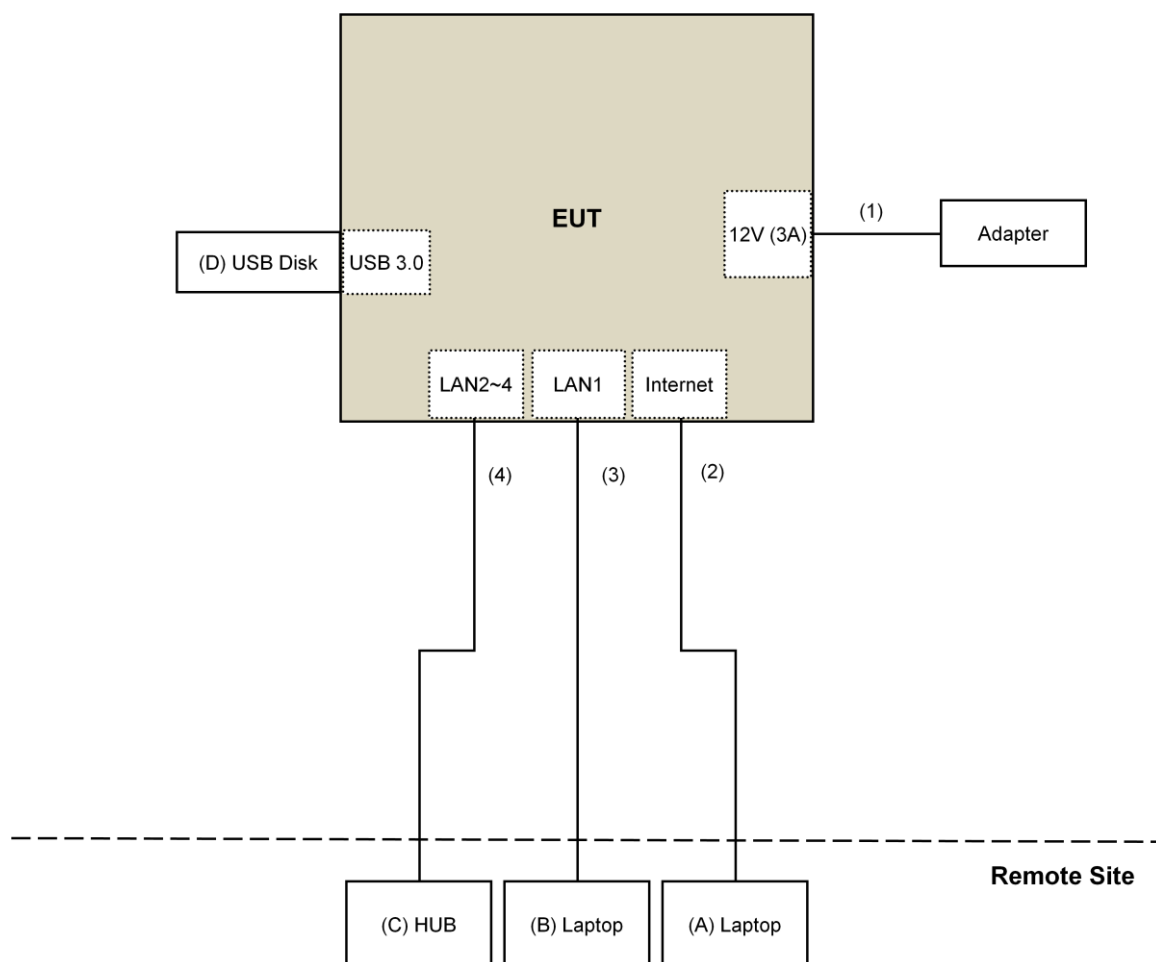 EUT
12V (3A)
(1)
Adapter
(D) USB Disk
USB 3.0
LAN2~4
LAN1
Internet
(4)
(3)
(2)
Remote Site
(C) HUB
(B) Laptop
(A) Laptop